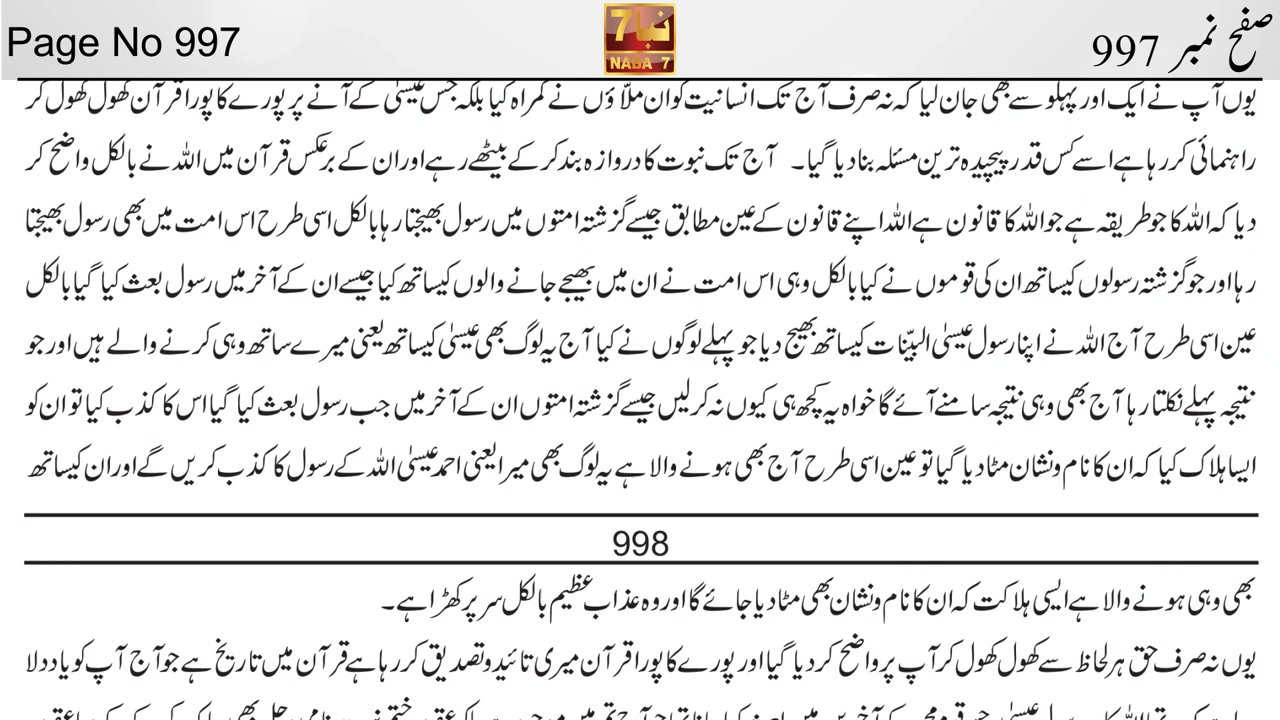 Page No 997
نبا 7
NABA 7
صفحہ نمبر 997
یوں آپ نے ایک اور پہلو سے بھی جان لیا کہ نہ صرف آج تک انسانیت کو ان ملّاؤں نے گمراہ کیا بلکہ جس عیسیٰ کے آنے پر پورے کا پورا قرآن کھول کھول کر
راہنمائی کر رہا ہے اسے کس قدر پیچیدہ ترین مسئلہ بنا دیا گیا۔ آج تک نبوت کا دروازہ بند کر کے بیٹھے رہے اور ان کے برعکس قرآن میں اللہ نے بالکل واضح کر
دیا کہ اللہ کا جو طریقہ ہے جو اللہ کا قانون ہے اللہ اپنے قانون کے عین مطابق جیسے گزشتہ امتوں میں رسول بھیجتا رہا بالکل اسی طرح اس امت میں بھی رسول بھیجتا
رہا اور جو گزشتہ رسولوں کیساتھ ان کی قوموں نے کیا بالکل وہی اس امت نے ان میں بھیجے جانے والوں کیساتھ کیا جیسے ان کے آخر میں رسول بعث کیا گیا بالکل
عین اسی طرح آج اللہ نے اپنا رسول عیسیٰ البیّنات کیساتھ بھیج دیا جو پہلے لوگوں نے کیا آج یہ لوگ بھی عیسیٰ کیساتھ یعنی میرے ساتھ وہی کرنے والے ہیں اور جو
نتیجہ پہلے نکلتا رہا آج بھی وہی نتیجہ سامنے آئے گا خواہ یہ کچھ ہی کیوں نہ کر لیں جیسے گزشتہ امتوں ان کے آخر میں جب رسول بعث کیا گیا اس کا کذب کیا تو ان کو
ایسا ہلاک کیا کہ ان کا نام و نشان مٹا دیا گیا تو عین اسی طرح آج بھی ہونے والا ہے یہ لوگ بھی میرا یعنی احمد عیسیٰ اللہ کے رسول کا کذب کریں گے اور ان کیساتھ
998
بھی وہی ہونے والا ہے ایسی ہلاکت کہ ان کا نام و نشان بھی مٹا دیا جائے گا اور وہ عذاب عظیم بالکل سر پر کھڑا ہے۔
یوں نہ صرف حق ہر لحاظ سے کھول کھول کر آپ پر واضح کر دیا گیا اور پورے کا پورا قرآن میری تائید و تصدیق کر رہا ہے قرآن میں تاریخ ہے جو آج آپ کو یاد دلا